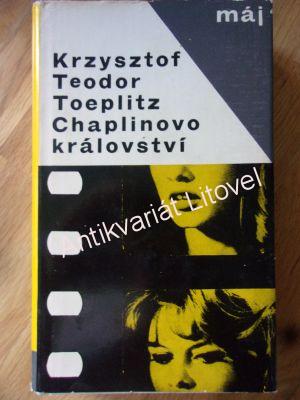 máj
Krzysztof
Teodor
Toeplitz
Chaplinovo
království
Antikvariát Litovel